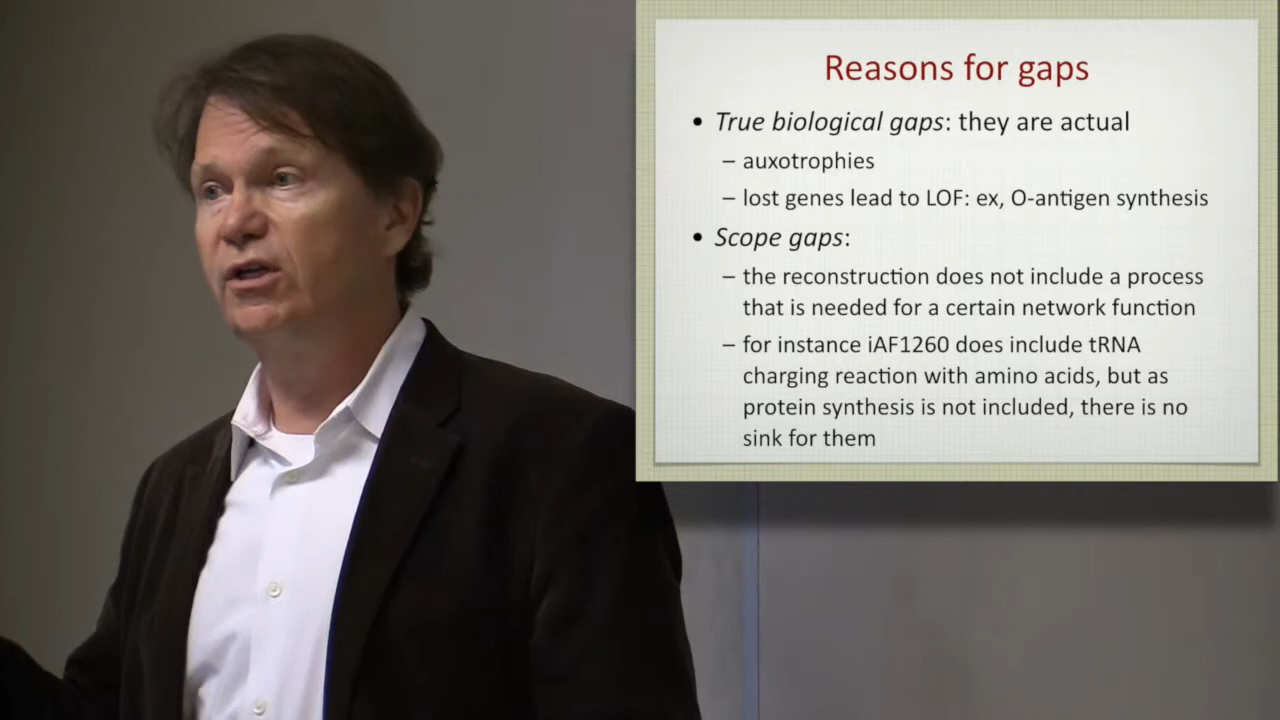 Reasons for gaps
• True biological gaps: they are actual
– auxotrophies
– lost genes lead to LOF: ex, O-antigen synthesis
• Scope gaps:
– the reconstruction does not include a process
that is needed for a certain network function
– for instance iAF1260 does include tRNA
charging reaction with amino acids, but as
protein synthesis is not included, there is no
sink for them